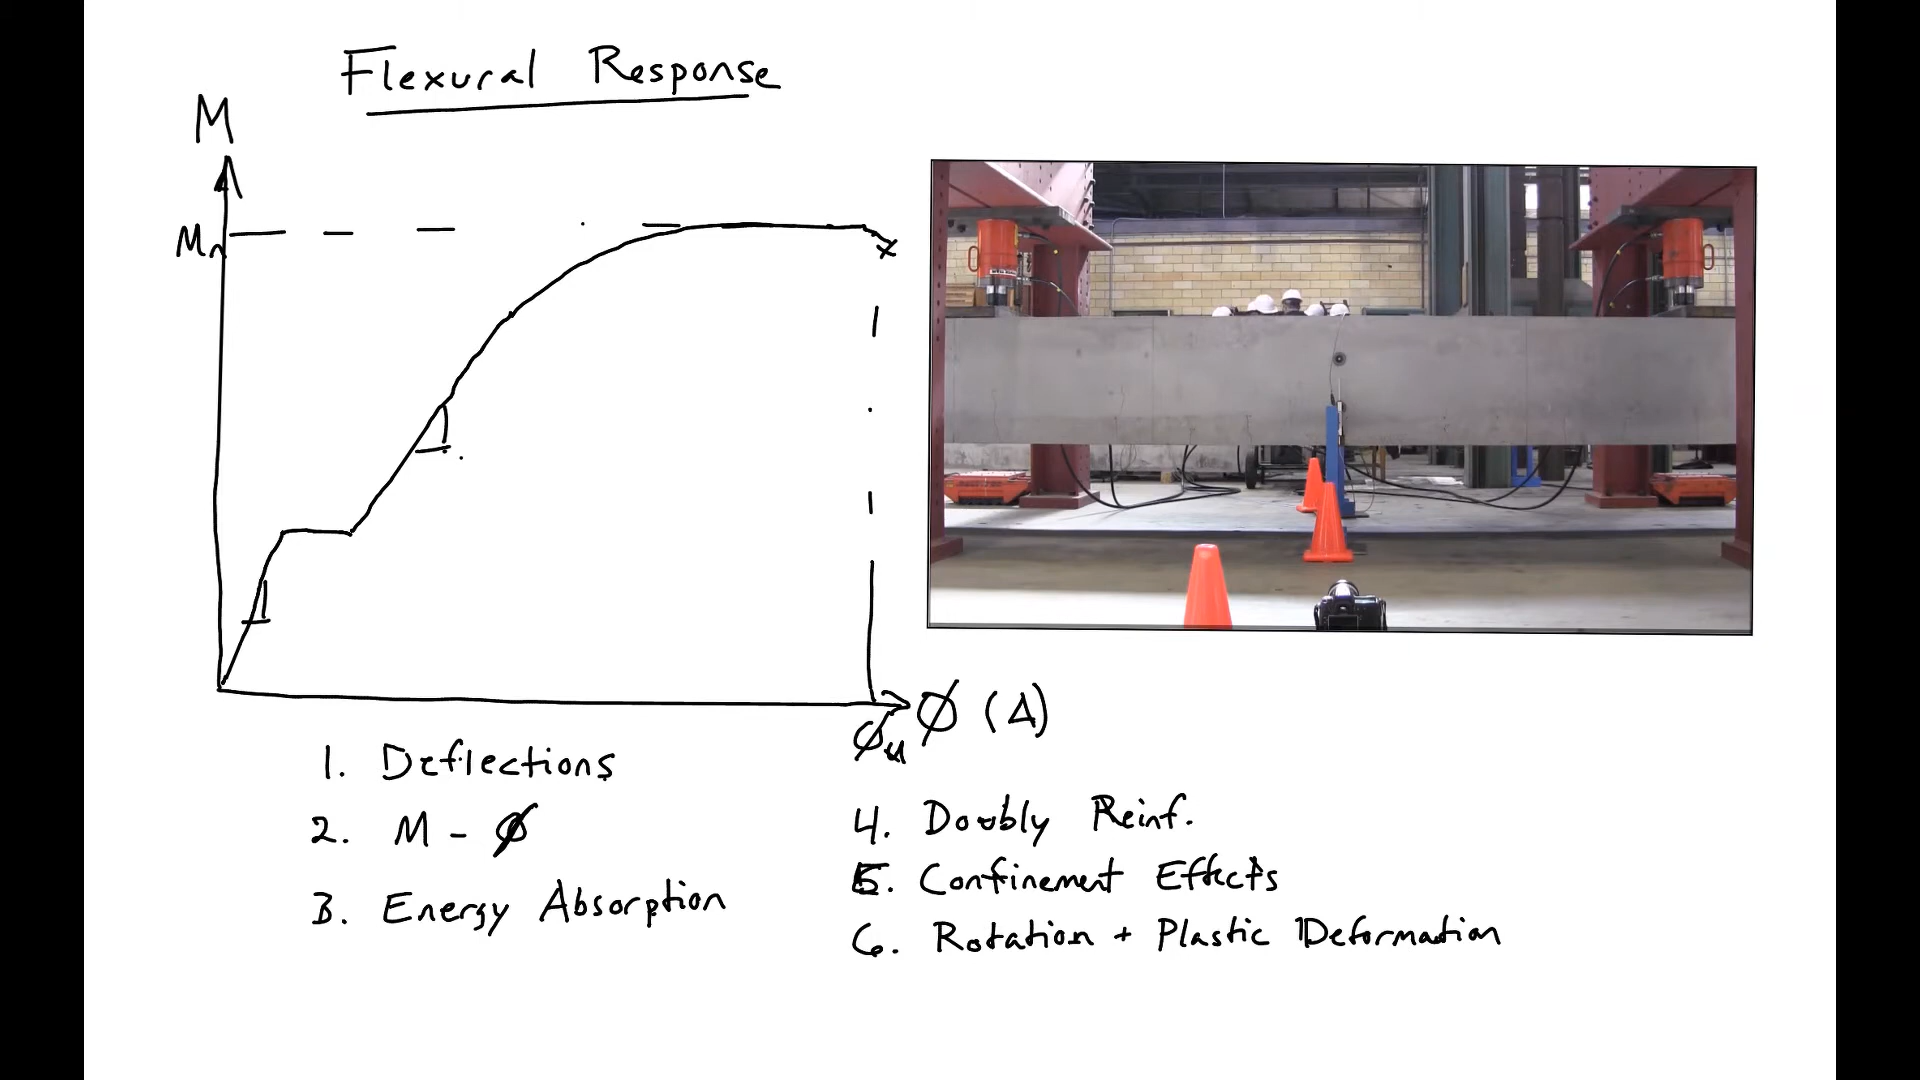 Flexural Response
M
Mn
ϕ (Δ)
ϕu
1. Deflections
2. M - ϕ
3. Energy Absorption
4. Doubly Reinf.
5. Confinement Effects
6. Rotation + Plastic Deformation